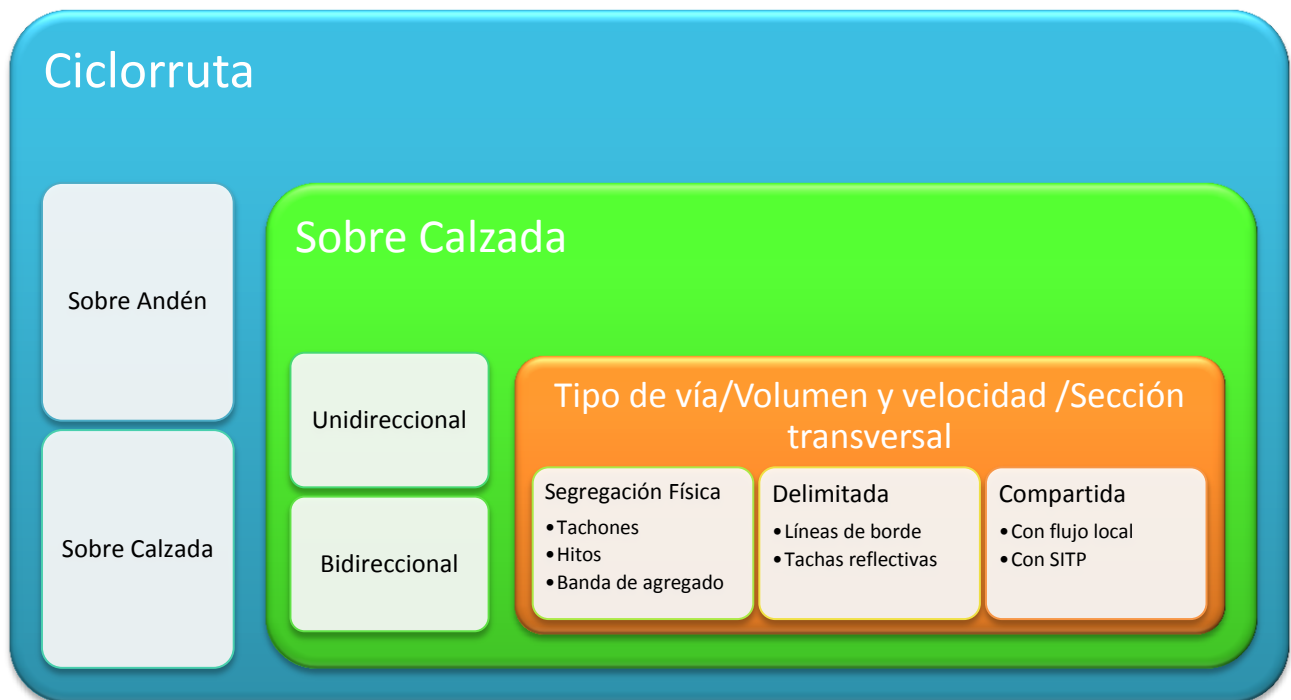 Ciclorruta
Sobre Andén
Sobre Calzada
Sobre Calzada
Unidireccional
Bidireccional
Tipo de vía/Volumen y velocidad /Sección
transversal
Segregación Física
•Tachones
•Hitos
•Banda de agregado
Delimitada
•Líneas de borde
•Tachas reflectivas
Compartida
•Con flujo local
•Con SITP